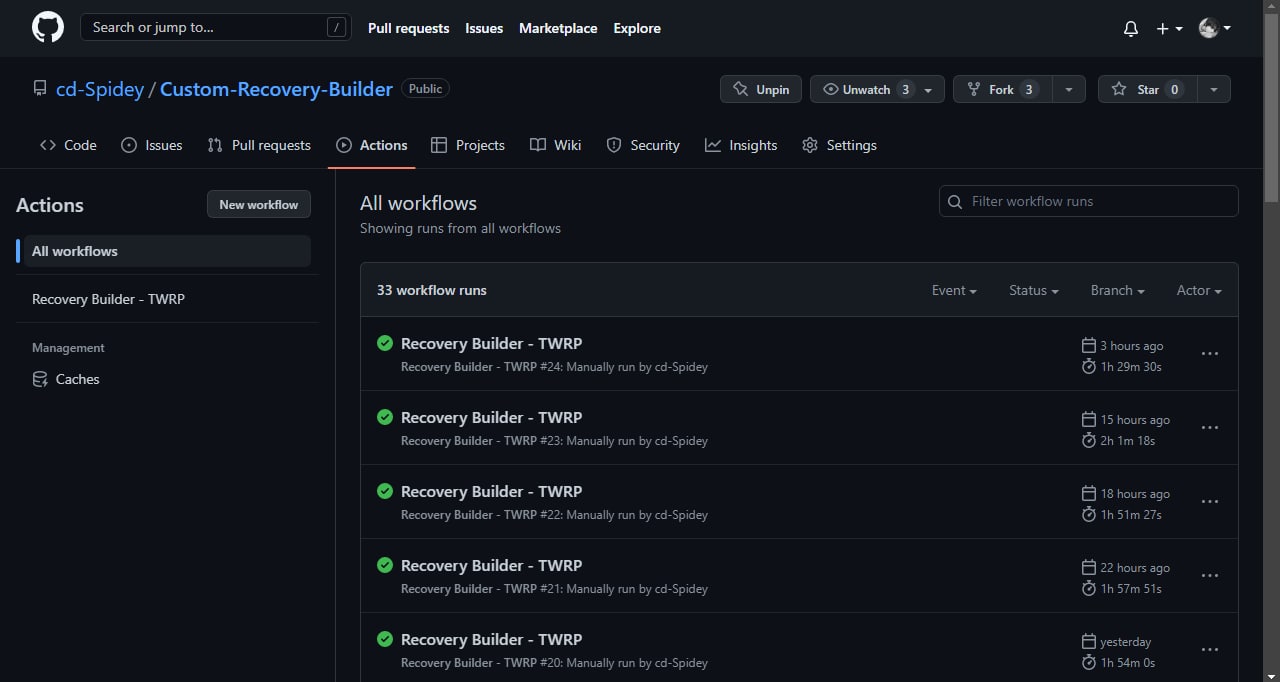 Search or jump to... /
Pull requests Issues Marketplace Explore
cd-Spidey / Custom-Recovery-Builder Public
Unpin Unwatch 3 Fork 3 Star 0
Code Issues Pull requests Actions Projects Wiki Security Insights Settings
Actions
New workflow
All workflows
Recovery Builder - TWRP
Management
Caches
All workflows
Showing runs from all workflows
Filter workflow runs
33 workflow runs
Event Status Branch Actor
Recovery Builder - TWRP
Recovery Builder - TWRP #24: Manually run by cd-Spidey
3 hours ago
1h 29m 30s
Recovery Builder - TWRP
Recovery Builder - TWRP #23: Manually run by cd-Spidey
15 hours ago
2h 1m 18s
Recovery Builder - TWRP
Recovery Builder - TWRP #22: Manually run by cd-Spidey
18 hours ago
1h 51m 27s
Recovery Builder - TWRP
Recovery Builder - TWRP #21: Manually run by cd-Spidey
22 hours ago
1h 57m 51s
Recovery Builder - TWRP
Recovery Builder - TWRP #20: Manually run by cd-Spidey
yesterday
1h 54m 0s